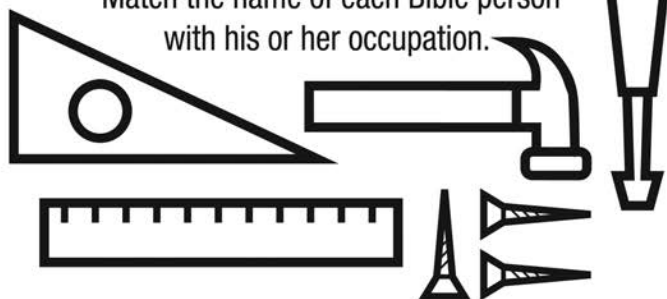 Match the name of each Bible person
with his or her occupation.